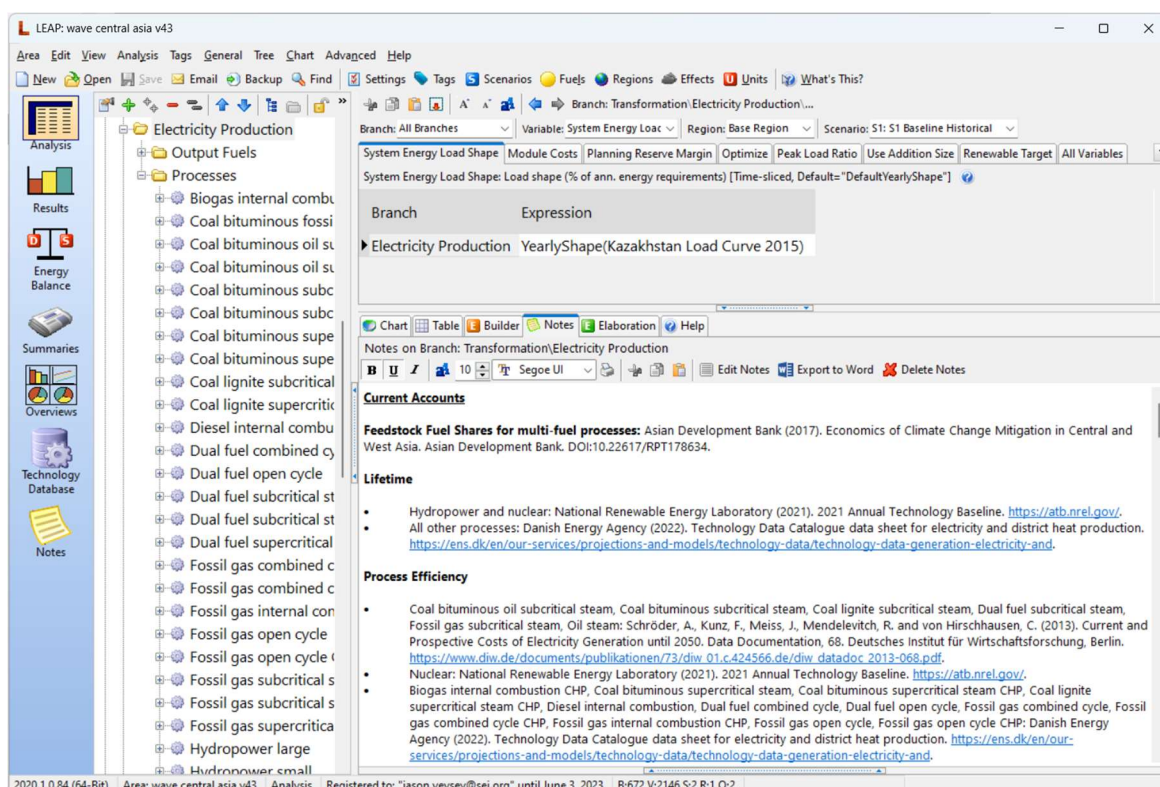 LEAP: wave central asia v43
Area Edit View Analysis Tags General Tree Chart Advanced Help
New Open Save Email Backup Find Settings Tags Scenarios Fuels Regions Effects Units What's This?
Analysis
Results
Energy
Balance
Summaries
Overviews
Technology
Database
Notes
Electricity Production
Output Fuels
Processes
Biogas internal combu
Coal bituminous fossi
Coal bituminous oil su
Coal bituminous oil su
Coal bituminous subc
Coal bituminous subc
Coal bituminous supe
Coal bituminous supe
Coal lignite subcritical
Coal lignite supercritic
Diesel internal combu
Dual fuel combined cy
Dual fuel open cycle
Dual fuel subcritical st
Dual fuel subcritical st
Dual fuel supercritical
Fossil gas combined c
Fossil gas combined c
Fossil gas internal con
Fossil gas open cycle
Fossil gas open cycle
Fossil gas subcritical s
Fossil gas subcritical s
Fossil gas supercritica
Hydropower large
Hydropower small
Branch: Transformation\Electricity Production\...
Branch: All Branches Variable: System Energy Load Region: Base Region Scenario: S1: S1 Baseline Historical
System Energy Load Shape Module Costs Planning Reserve Margin Optimize Peak Load Ratio Use Addition Size Renewable Target All Variables
System Energy Load Shape: Load shape (% of ann. energy requirements) [Time-sliced, Default="DefaultYearlyShape"]
Branch Expression
Electricity Production YearlyShape(Kazakhstan Load Curve 2015)
Chart Table Builder Notes Elaboration Help
Notes on Branch: Transformation\Electricity Production
B U I 10 Segoe UI Edit Notes Export to Word Delete Notes
Current Accounts
Feedstock Fuel Shares for multi-fuel processes: Asian Development Bank (2017). Economics of Climate Change Mitigation in Central and
West Asia. Asian Development Bank. DOI:10.22617/RPT178634.
Lifetime
• Hydropower and nuclear: National Renewable Energy Laboratory (2021). 2021 Annual Technology Baseline. https://atb.nrel.gov/.
• All other processes: Danish Energy Agency (2022). Technology Data Catalogue data sheet for electricity and district heat production.
https://ens.dk/en/our-services/projections-and-models/technology-data/technology-data-generation-electricity-and.
Process Efficiency
• Coal bituminous oil subcritical steam, Coal bituminous subcritical steam, Coal lignite subcritical steam, Dual fuel subcritical steam,
Fossil gas subcritical steam, Oil steam: Schröder, A., Kunz, F., Meiss, J., Mendelevitch, R. and von Hirschhausen, C. (2013). Current and
Prospective Costs of Electricity Generation until 2050. Data Documentation, 68. Deutsches Institut für Wirtschaftsforschung, Berlin.
https://www.diw.de/documents/publikationen/73/diw_01.c.424566.de/diw_datadoc_2013-068.pdf.
• Nuclear: National Renewable Energy Laboratory (2021). 2021 Annual Technology Baseline. https://atb.nrel.gov/.
• Biogas internal combustion CHP, Coal bituminous supercritical steam, Coal bituminous supercritical steam CHP, Coal lignite
supercritical steam CHP, Diesel internal combustion, Dual fuel combined cycle, Dual fuel open cycle, Fossil gas combined cycle, Fossil
gas combined cycle CHP, Fossil gas internal combustion CHP, Fossil gas open cycle, Fossil gas open cycle CHP: Danish Energy
Agency (2022). Technology Data Catalogue data sheet for electricity and district heat production. https://ens.dk/en/our-
services/projections-and-models/technology-data/technology-data-generation-electricity-and.
2020.1.0.84 (64-Bit) Area: wave central asia v43 Analysis Registered to: "jason.veysey@sei.org" until June 3, 2023 B:672 V:2146 S:2 R:1 O:2